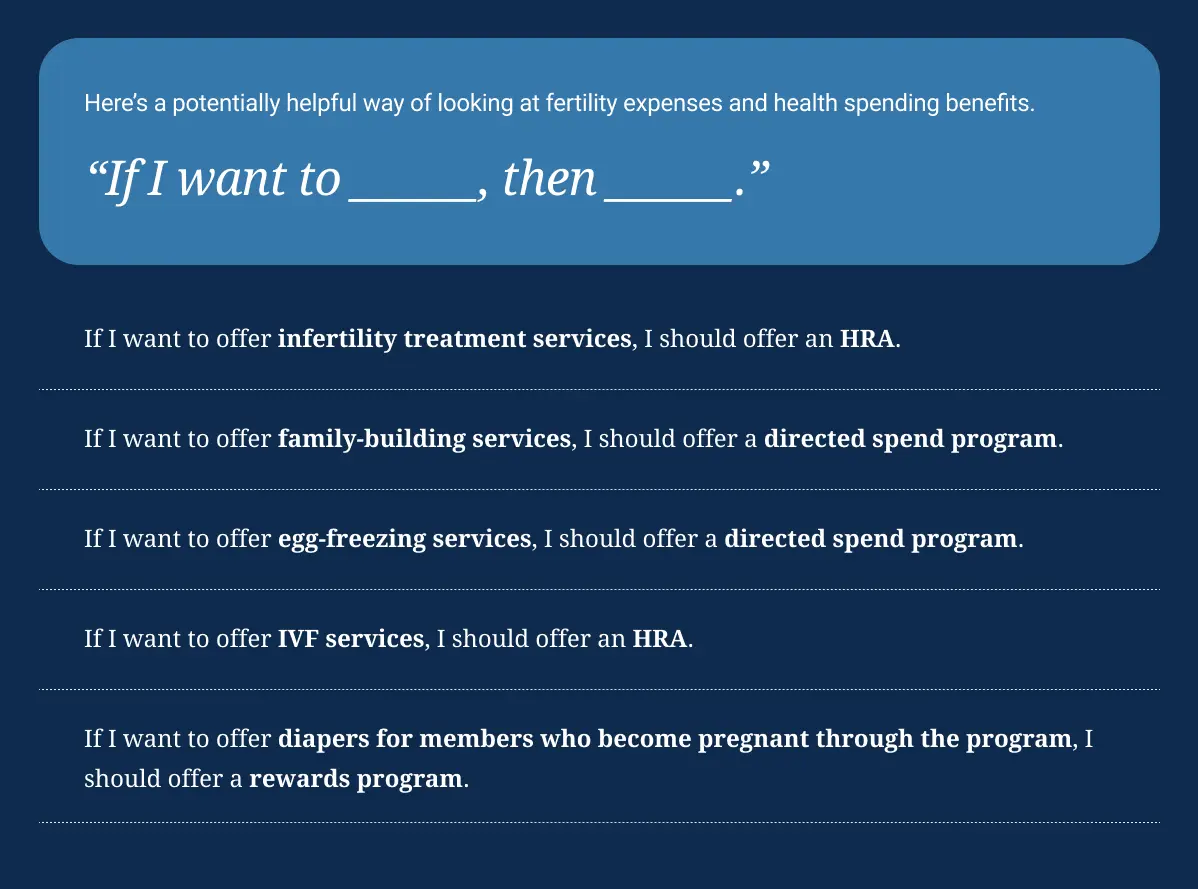 Here’s a potentially helpful way of looking at fertility expenses and health spending benefits.
“If I want to ______, then ______.”
If I want to offer infertility treatment services, I should offer an HRA.
If I want to offer family-building services, I should offer a directed spend program.
If I want to offer egg-freezing services, I should offer a directed spend program.
If I want to offer IVF services, I should offer an HRA.
If I want to offer diapers for members who become pregnant through the program, I
should offer a rewards program.